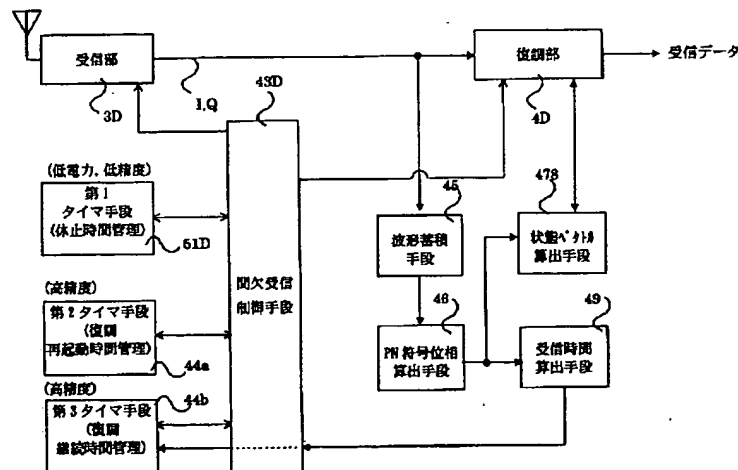 受信部
3D
I,Q
復調部
4D
受信データ
43D
(低電力、低精度)
第1
タイマ手段
(休止時間管理)
51D
間欠受信
制御手段
45
波形蓄積
手段
478
状態ベクトル
算出手段
(高精度)
第2タイマ手段
(復調
再起動時間管理)
44a
46
PN符号位相
算出手段
49
受信時間
算出手段
(高精度)
44b
第3タイマ手段
(復調
継続時間管理)